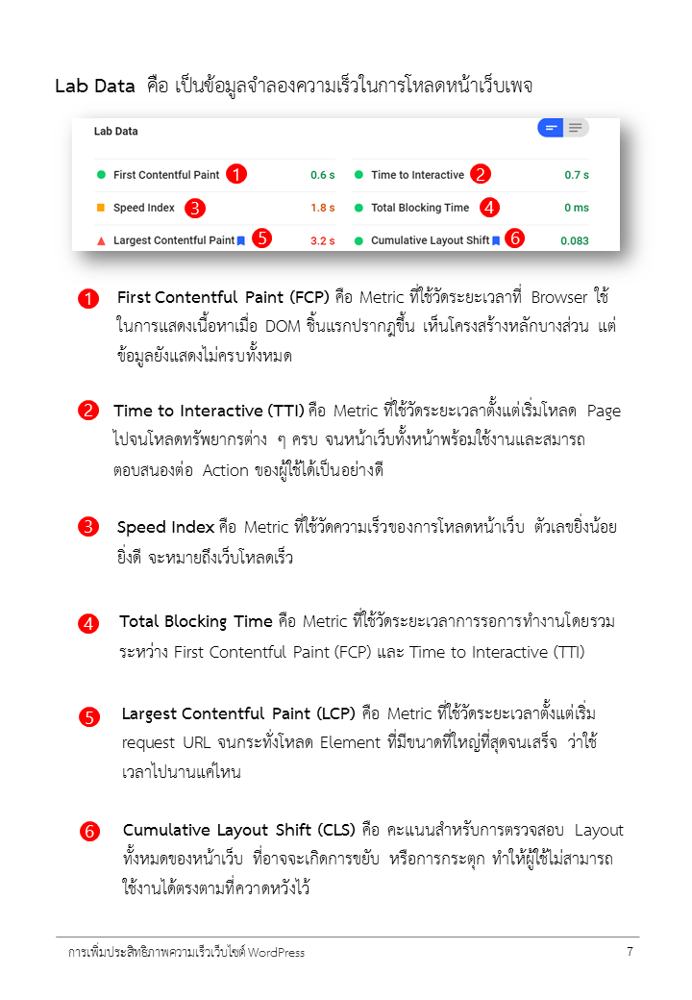 Lab Data คือ เป็นข้อมูลจำลองความเร็วในการโหลดหน้าเว็บเพจ
Lab Data
First Contentful Paint 1 0.6 s
Time to Interactive 2 0.7 s
Speed Index 3 1.8 s
Total Blocking Time 4 0 ms
Largest Contentful Paint 5 3.2 s
Cumulative Layout Shift 6 0.083
1 First Contentful Paint (FCP) คือ Metric ที่ใช้วัดระยะเวลาที่ Browser ใช้
ในการแสดงเนื้อหาเมื่อ DOM ชิ้นแรกปรากฏขึ้น เห็นโครงสร้างหลักบางส่วน แต่
ข้อมูลยังแสดงไม่ครบทั้งหมด
2 Time to Interactive (TTI) คือ Metric ที่ใช้วัดระยะเวลาตั้งแต่เริ่มโหลด Page
ไปจนโหลดทรัพยากรต่าง ๆ ครบ จนหน้าเว็บทั้งหน้าพร้อมใช้งานและสมารถ
ตอบสนองต่อ Action ของผู้ใช้ได้เป็นอย่างดี
3 Speed Index คือ Metric ที่ใช้วัดความเร็วของการโหลดหน้าเว็บ ตัวเลขยิ่งน้อย
ยิ่งดี จะหมายถึงเว็บโหลดเร็ว
4 Total Blocking Time คือ Metric ที่ใช้วัดระยะเวลาการรอการทำงานโดยรวม
ระหว่าง First Contentful Paint (FCP) และ Time to Interactive (TTI)
5 Largest Contentful Paint (LCP) คือ Metric ที่ใช้วัดระยะเวลาตั้งแต่เริ่ม
request URL จนกระทั่งโหลด Element ที่มีขนาดที่ใหญ่ที่สุดจนเสร็จ ว่าใช้
เวลาไปนานแค่ไหน
6 Cumulative Layout Shift (CLS) คือ คะแนนสำหรับการตรวจสอบ Layout
ทั้งหมดของหน้าเว็บ ที่อาจจะเกิดการขยับ หรือการกระตุก ทำให้ผู้ใช้ไม่สามารถ
ใช้งานได้ตรงตามที่ควาดหวังไว้
การเพิ่มประสิทธิภาพความเร็วเว็บไซต์ WordPress 7